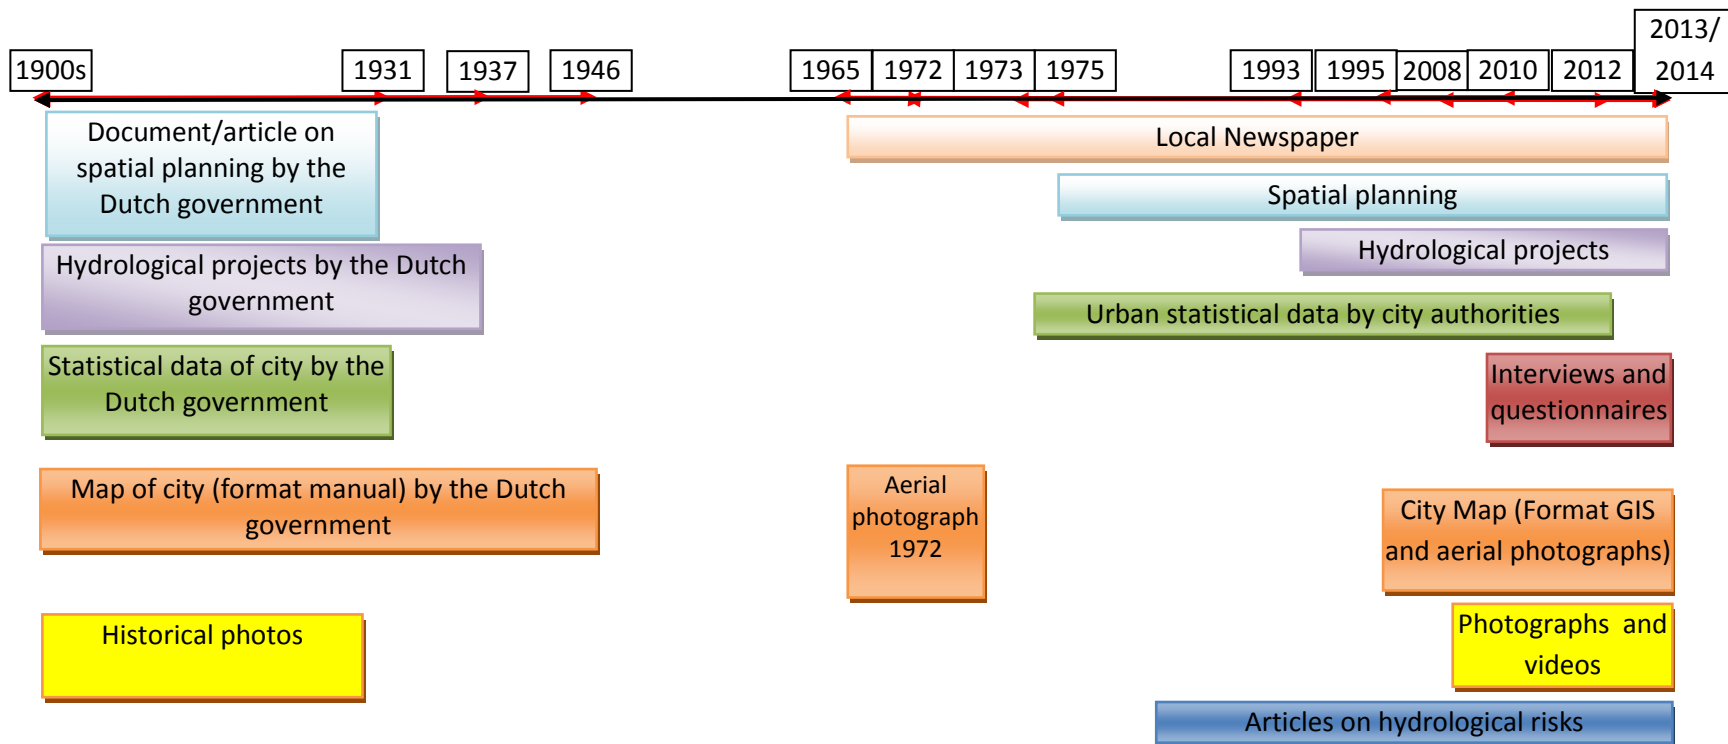 2013/
2014
1900s
1931
1937
1946
1965
1972
1973
1975
1993
1995
2008
2010
2012
Document/article on
spatial planning by the
Dutch government
Local Newspaper
Spatial planning
Hydrological projects by the Dutch
government
Hydrological projects
Urban statistical data by city authorities
Statistical data of city by the
Dutch government
Interviews and
questionnaires
Map of city (format manual) by the Dutch
government
Aerial
photograph
1972
City Map (Format GIS
and aerial photographs)
Historical photos
Photographs and
videos
Articles on hydrological risks